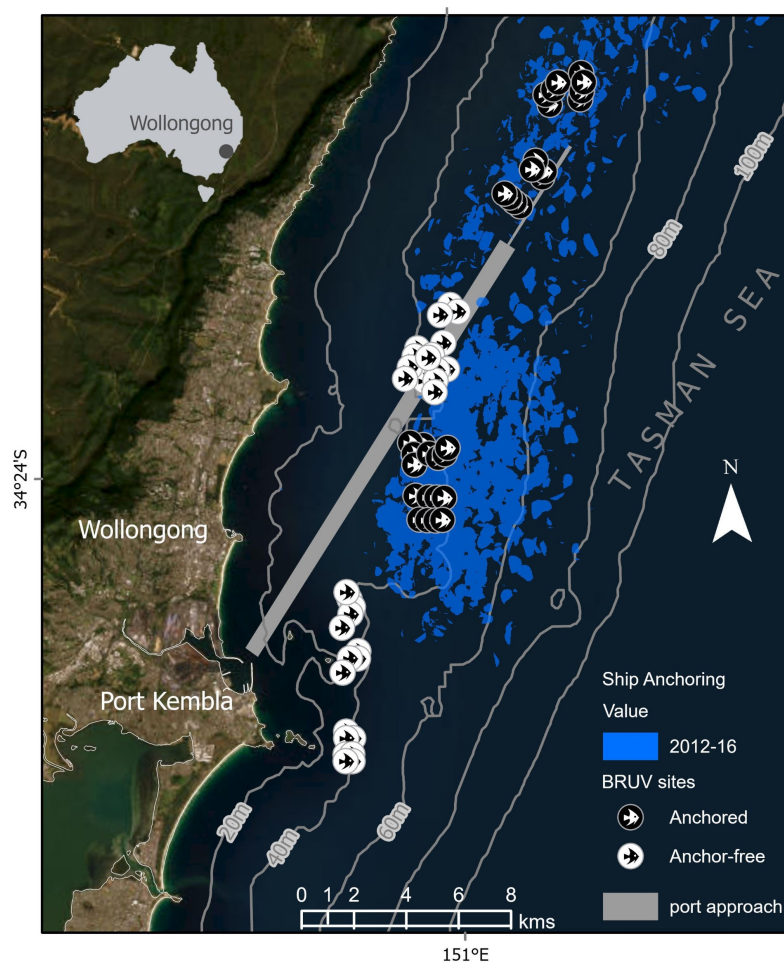 Wollongong
100m
80m
TASMAN SEA
34°24'S
N
Wollongong
Port Kembla
20m
40m
60m
Ship Anchoring
Value
2012-16
BRUV sites
Anchored
Anchor-free
port approach
0 2 4 6 8
kms
151°E